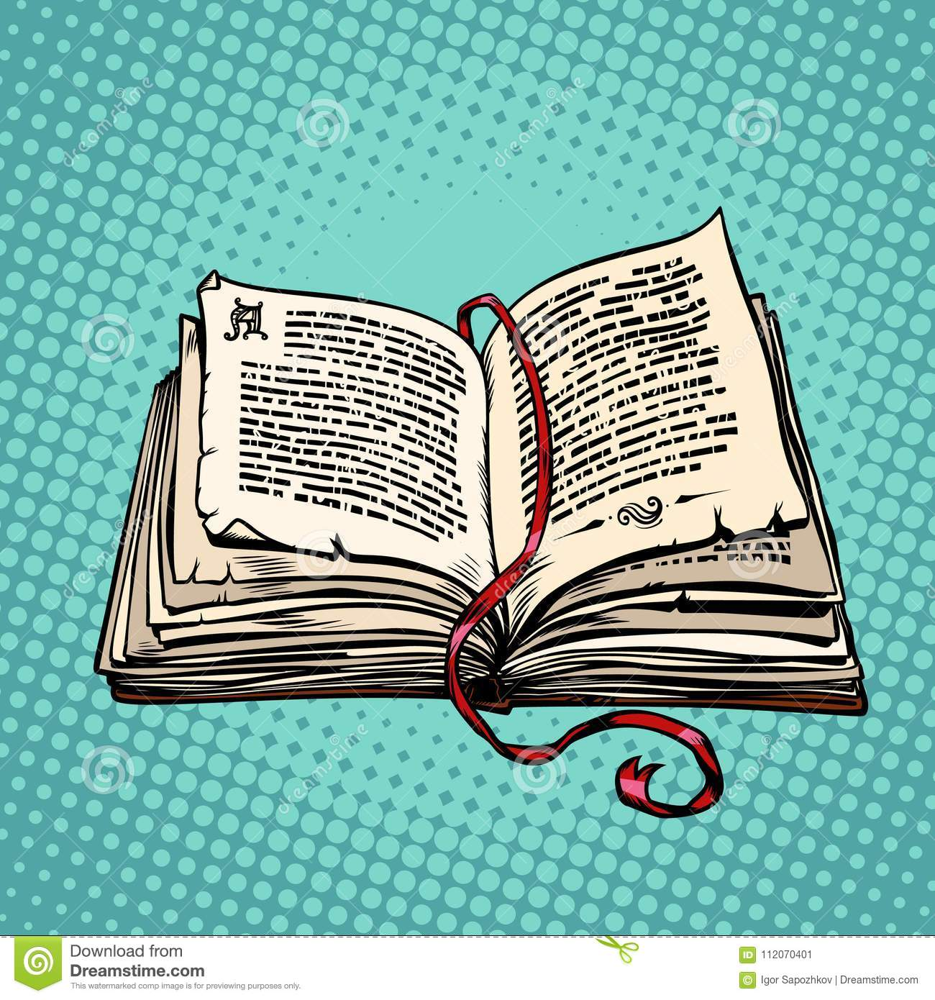 A
Download from
Dreamstime.com
This watermarked comp image is for previewing purposes only.
ID 112070401
© Igor Sapozhkov | Dreamstime.com